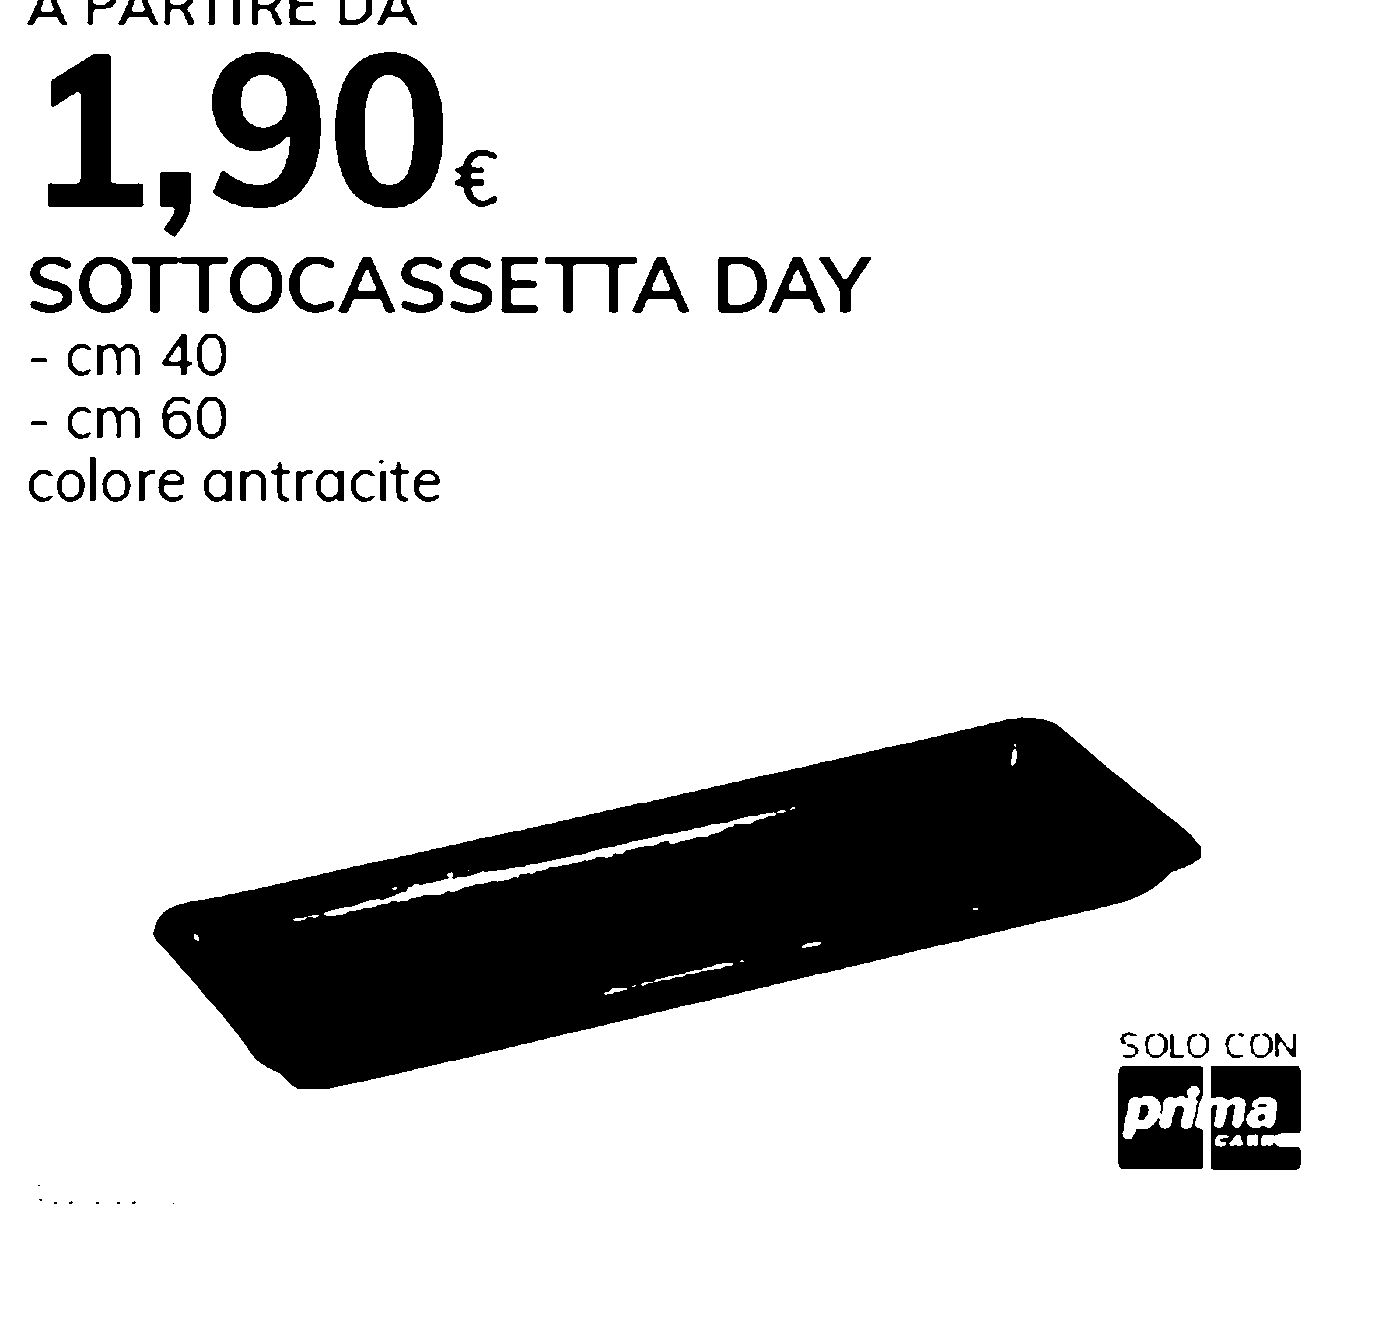 A PARTIRE DA
1,90 €
SOTTOCASSETTA DAY
- cm 40
- cm 60
colore antracite
SOLO CON
prima